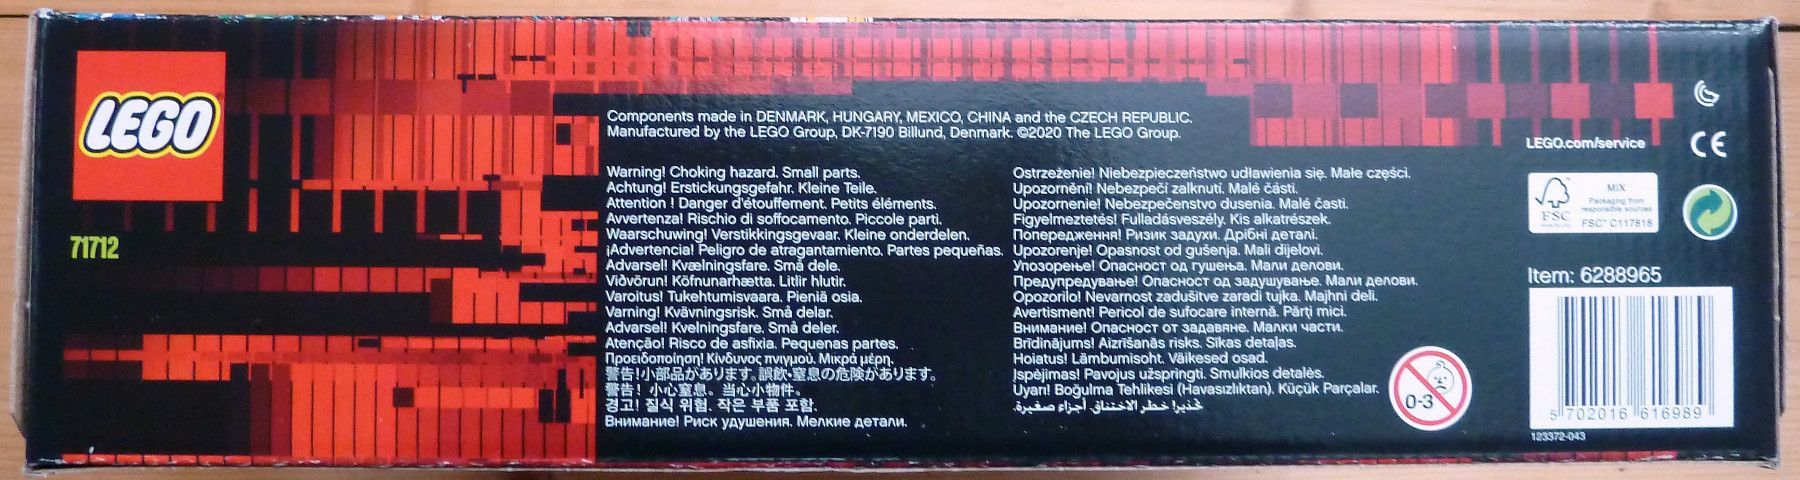 LEGO
71712
Components made in DENMARK, HUNGARY, MEXICO, CHINA and the CZECH REPUBLIC.
Manufactured by the LEGO Group, DK-7190 Billund, Denmark. ©2020 The LEGO Group.
Warning! Choking hazard. Small parts.
Achtung! Erstickungsgefahr. Kleine Teile.
Attention ! Danger d'étouffement. Petits éléments.
Avvertenza! Rischio di soffocamento. Piccole parti.
Waarschuwing! Verstikkingsgevaar. Kleine onderdelen.
¡Advertencia! Peligro de atragantamiento. Partes pequeñas.
Advarsel! Kvælningsfare. Små dele.
Viðvörun! Köfnunarhætta. Litlir hlutir.
Varoitus! Tukehtumisvaara. Pieniä osia.
Varning! Kvävningsrisk. Små delar.
Advarsel! Kvelningsfare. Små deler.
Atenção! Risco de asfixia. Pequenas partes.
Προειδοποίηση! Κίνδυνος πνιγμού. Μικρά μέρη.
警告!小部品があります。誤飲・窒息の危険があります。
警告! 小心窒息。当心小物件。
경고! 질식 위험. 작은 부품 포함.
Внимание! Риск удушения. Мелкие детали.
Ostrzeżenie! Niebezpieczeństwo udławienia się. Małe części.
Upozornění! Nebezpečí zalknutí. Malé části.
Upozornenie! Nebezpečenstvo dusenia. Malé časti.
Figyelmeztetés! Fulladásveszély. Kis alkatrészek.
Попередження! Ризик задухи. Дрібні деталі.
Upozorenje! Opasnost od gušenja. Mali dijelovi.
Упозорење! Опасност од гушења. Мали делови.
Предупредување! Опасност од задушување. Мали делови.
Opozorilo! Nevarnost zadušitve zaradi tujka. Majhni deli.
Avertisment! Pericol de sufocare internă. Părți mici.
Внимание! Опасност от задавяне. Малки части.
Brīdinājums! Aizrīšanās risks. Sīkas detaļas.
Hoiatus! Lämbumisoht. Väikesed osad.
Įspėjimas! Pavojus užspringti. Smulkios detalės.
Uyarı! Boğulma Tehlikesi (Havasızlıktan). Küçük Parçalar.
تحذير! خطر الاختناق. أجزاء صغيرة.
0-3
LEGO.com/service
CE
FSC
MIX
Packaging from
responsible sources
FSC™ C117818
Item: 6288965
5 702016 616989
123372-043